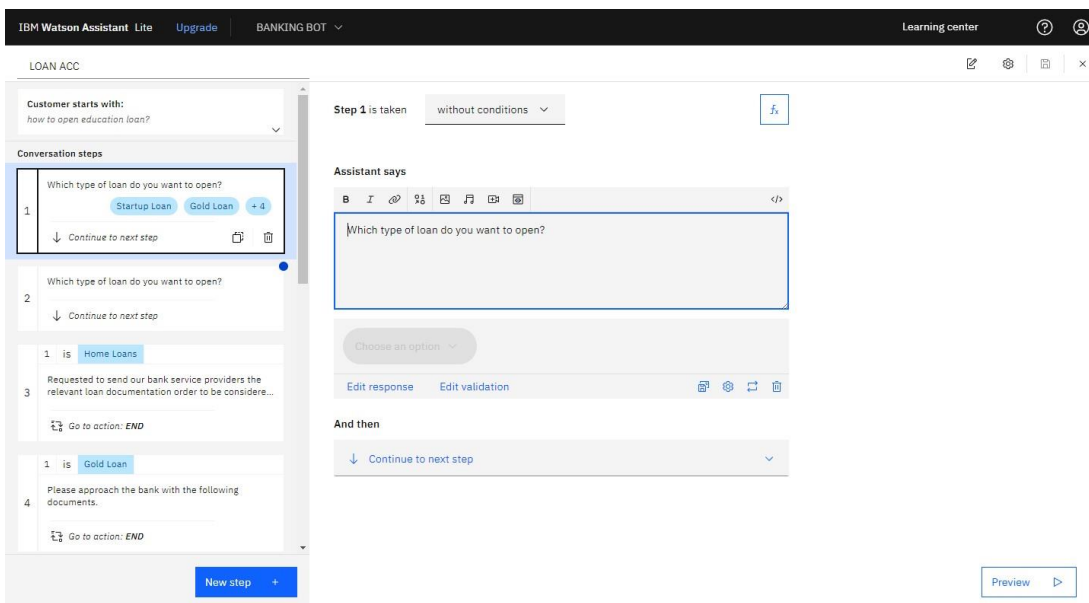 IBM Watson Assistant Lite Upgrade BANKING BOT Learning center
LOAN ACC
Customer starts with:
how to open education loan?
Conversation steps
1
Which type of loan do you want to open?
Startup Loan Gold Loan + 4
Continue to next step
2
Which type of loan do you want to open?
Continue to next step
3
1 is Home Loans
Requested to send our bank service providers the
relevant loan documentation order to be considere...
Go to action: END
4
1 is Gold Loan
Please approach the bank with the following
documents.
Go to action: END
New step +
Step 1 is taken without conditions
fx
Assistant says
B I </>
Which type of loan do you want to open?
Choose an option
Edit response Edit validation
And then
Continue to next step
Preview